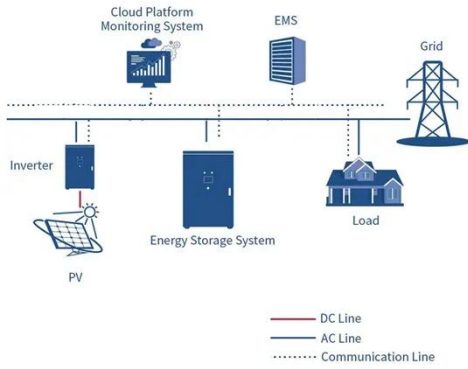 Cloud Platform
Monitoring System
EMS
Grid
Inverter
Energy Storage System
Load
PV
DC Line
AC Line
Communication Line